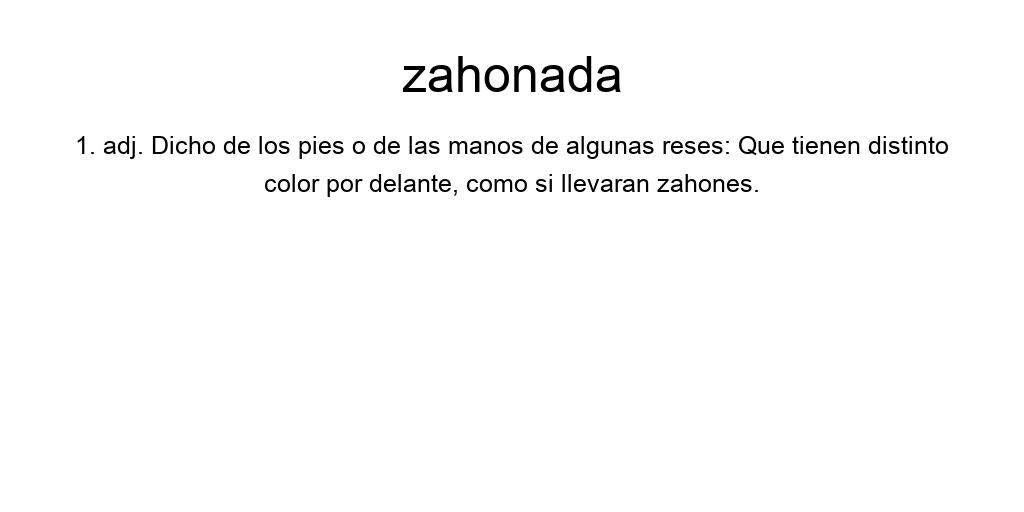 zahonada
1. adj. Dicho de los pies o de las manos de algunas reses: Que tienen distinto
color por delante, como si llevaran zahones.